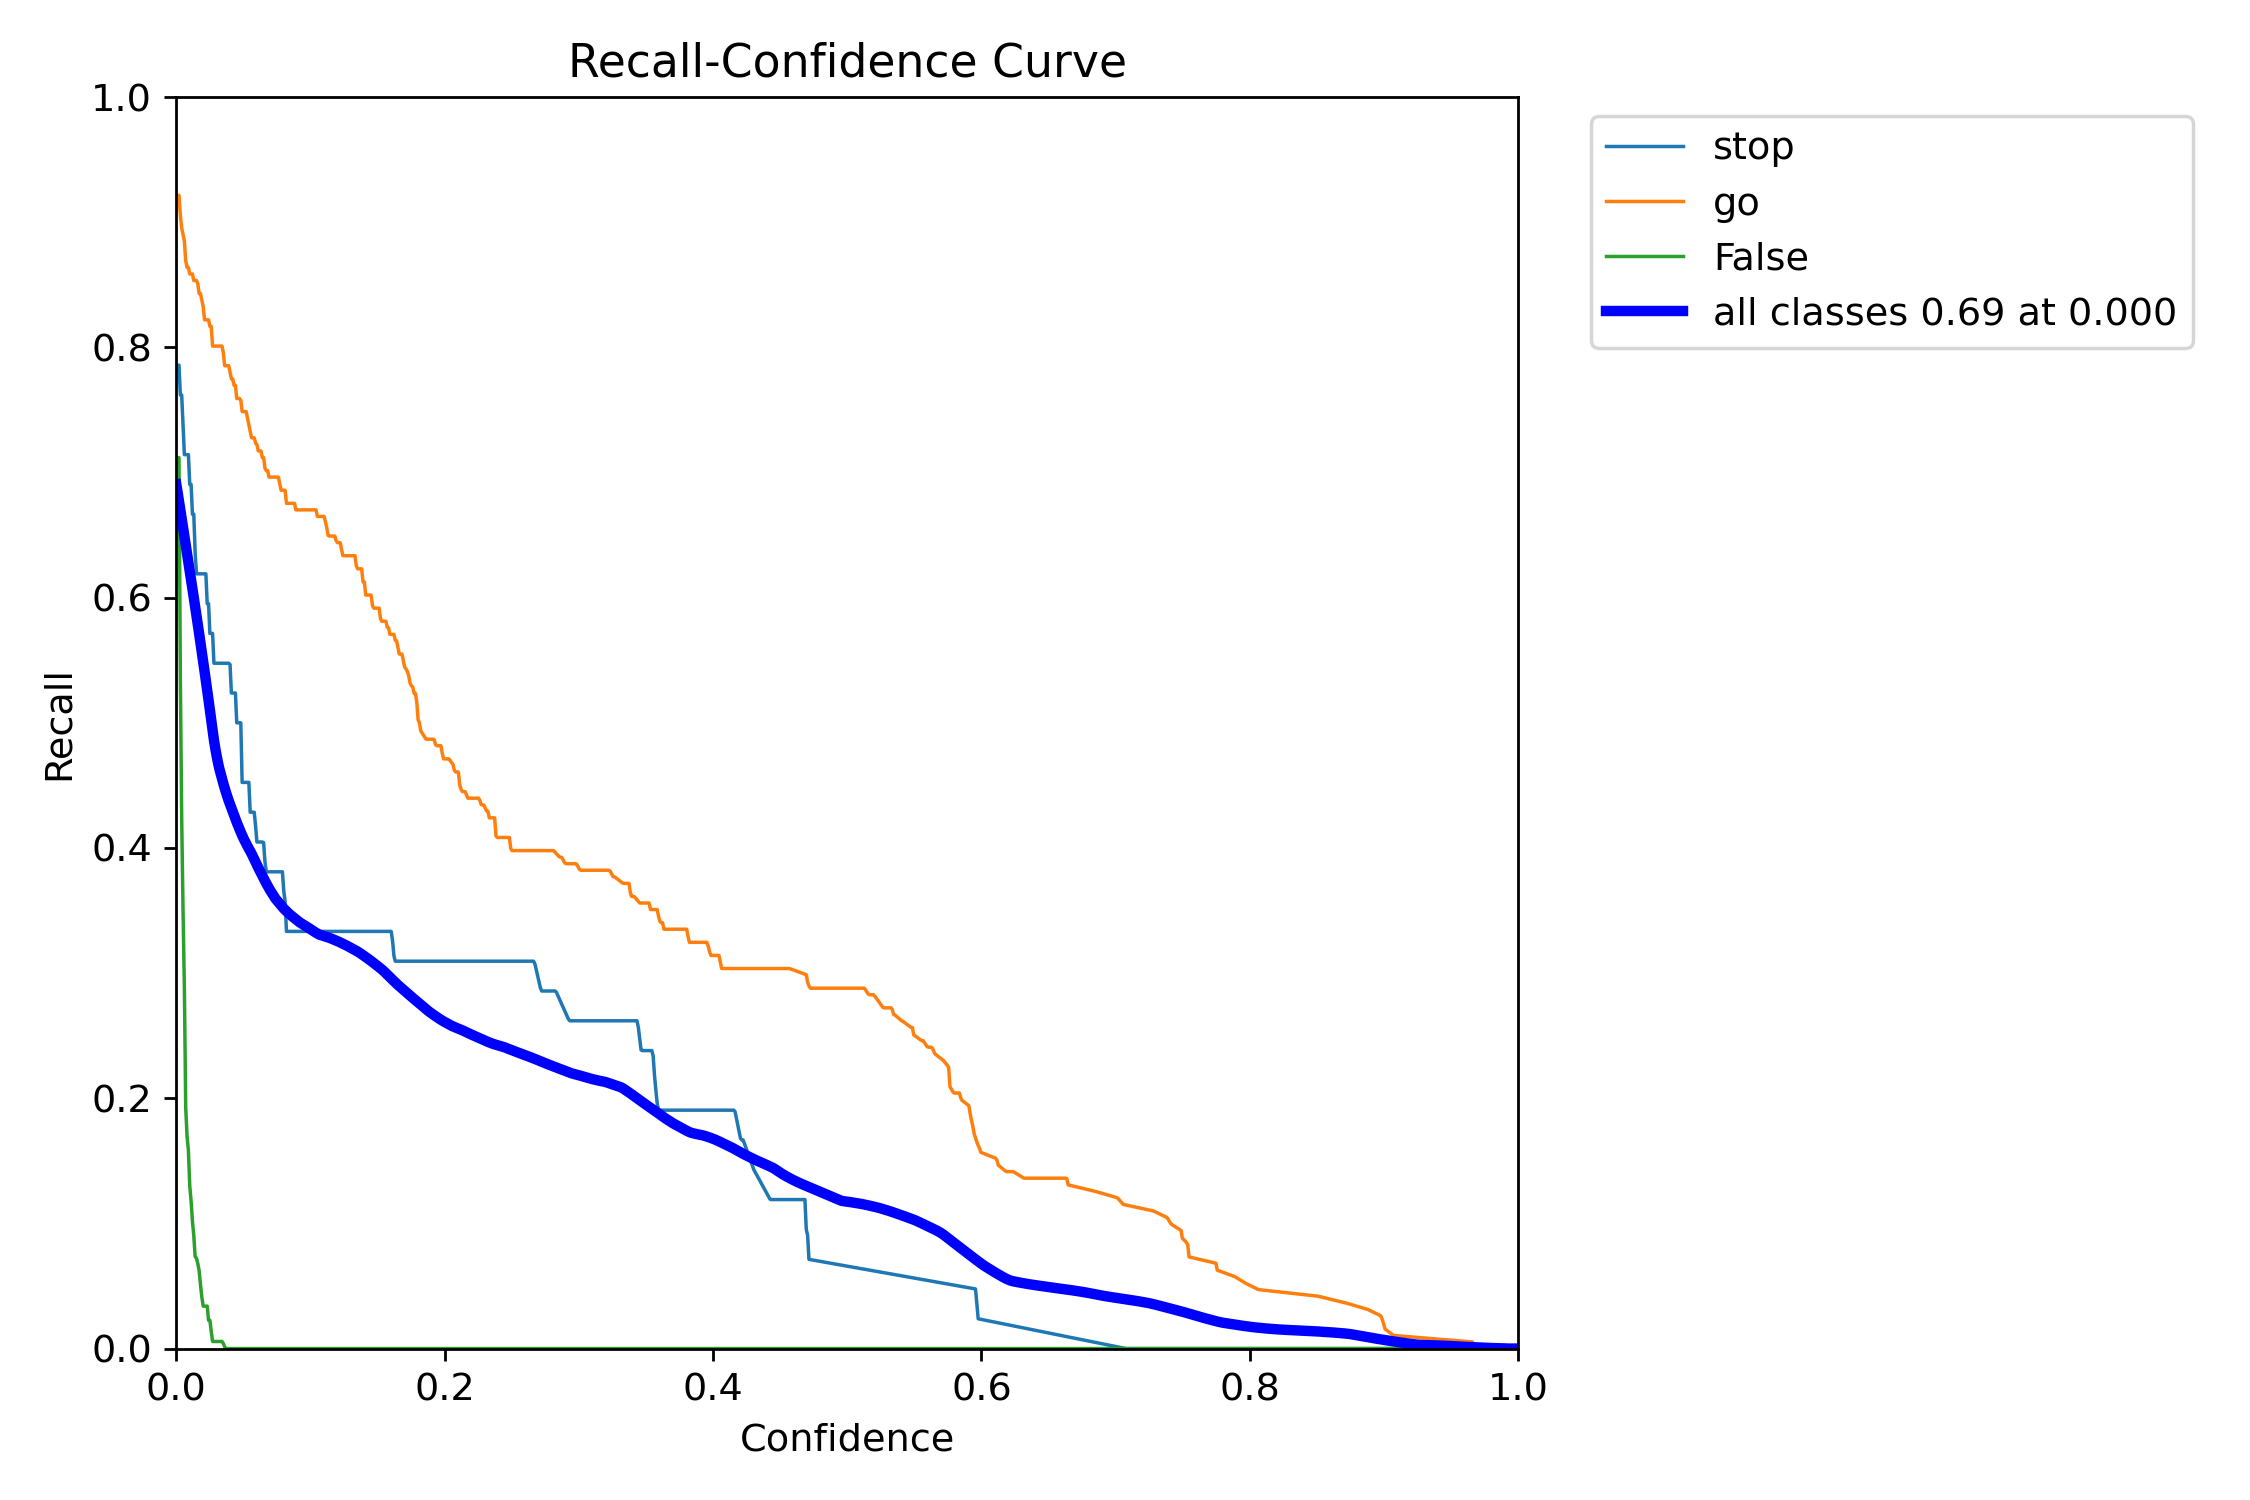 Recall-Confidence Curve
1.0
0.8
0.6
0.4
0.2
0.0
Recall
0.0 0.2 0.4 0.6 0.8 1.0
Confidence
stop
go
False
all classes 0.69 at 0.000